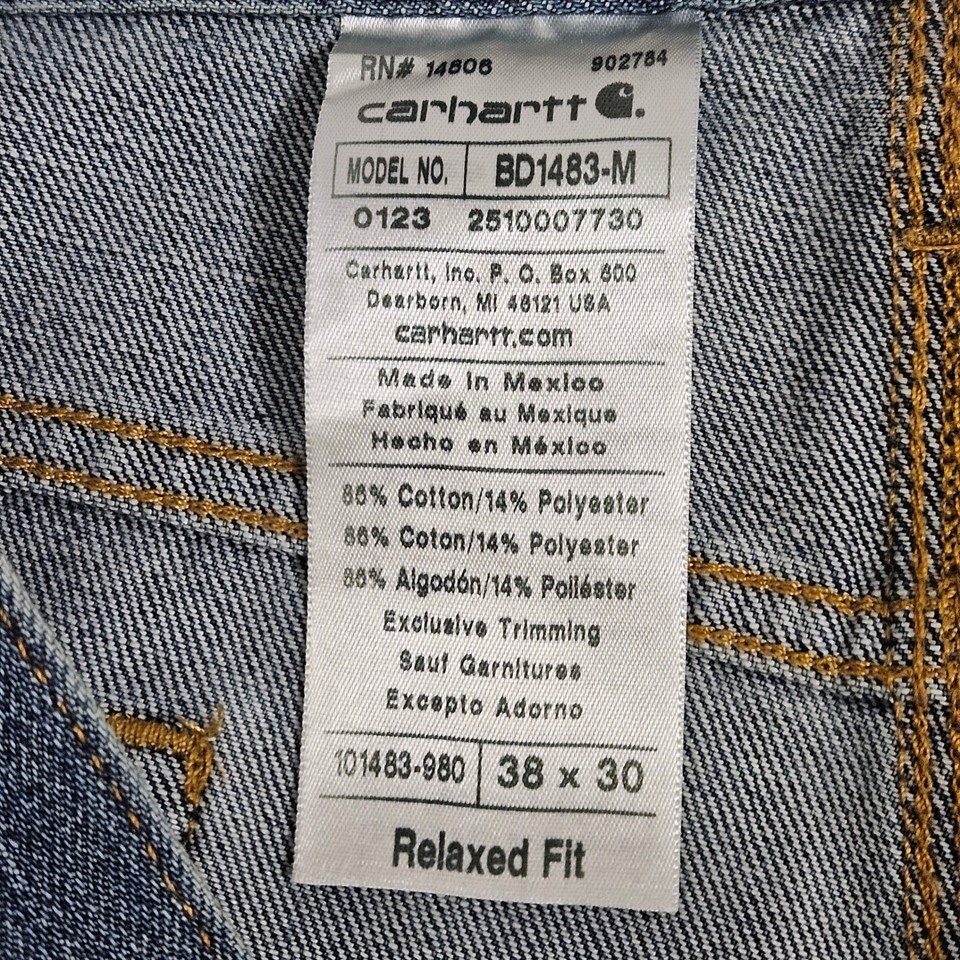 RN# 14806 902784
carhartt
MODEL NO. BD1483-M
0123 2510007730
Carhartt, Inc. P. O. Box 600
Dearborn, MI 48121 USA
carhartt.com
Made in Mexico
Fabriqué au Mexique
Hecho en México
86% Cotton/14% Polyester
86% Coton/14% Polyester
86% Algodón/14% Poliéster
Exclusive Trimming
Sauf Garnitures
Excepto Adorno
101483-980 38 x 30
Relaxed Fit